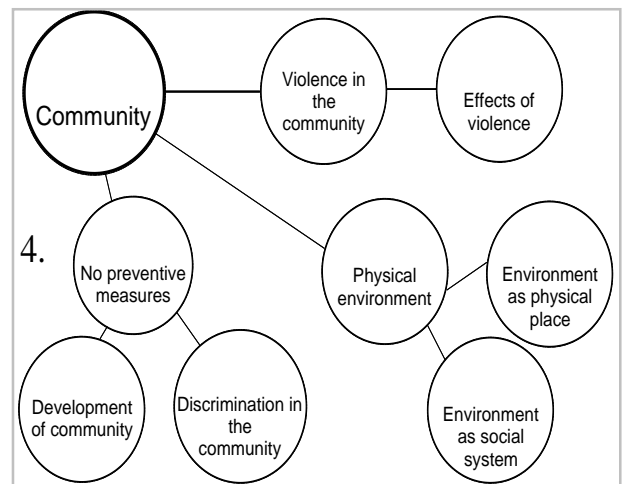 Community
Violence in
the
community
Effects of
violence
4.
No preventive
measures
Physical
environment
Environment
as physical
place
Development
of community
Discrimination in
the
community
Environment
as social
system